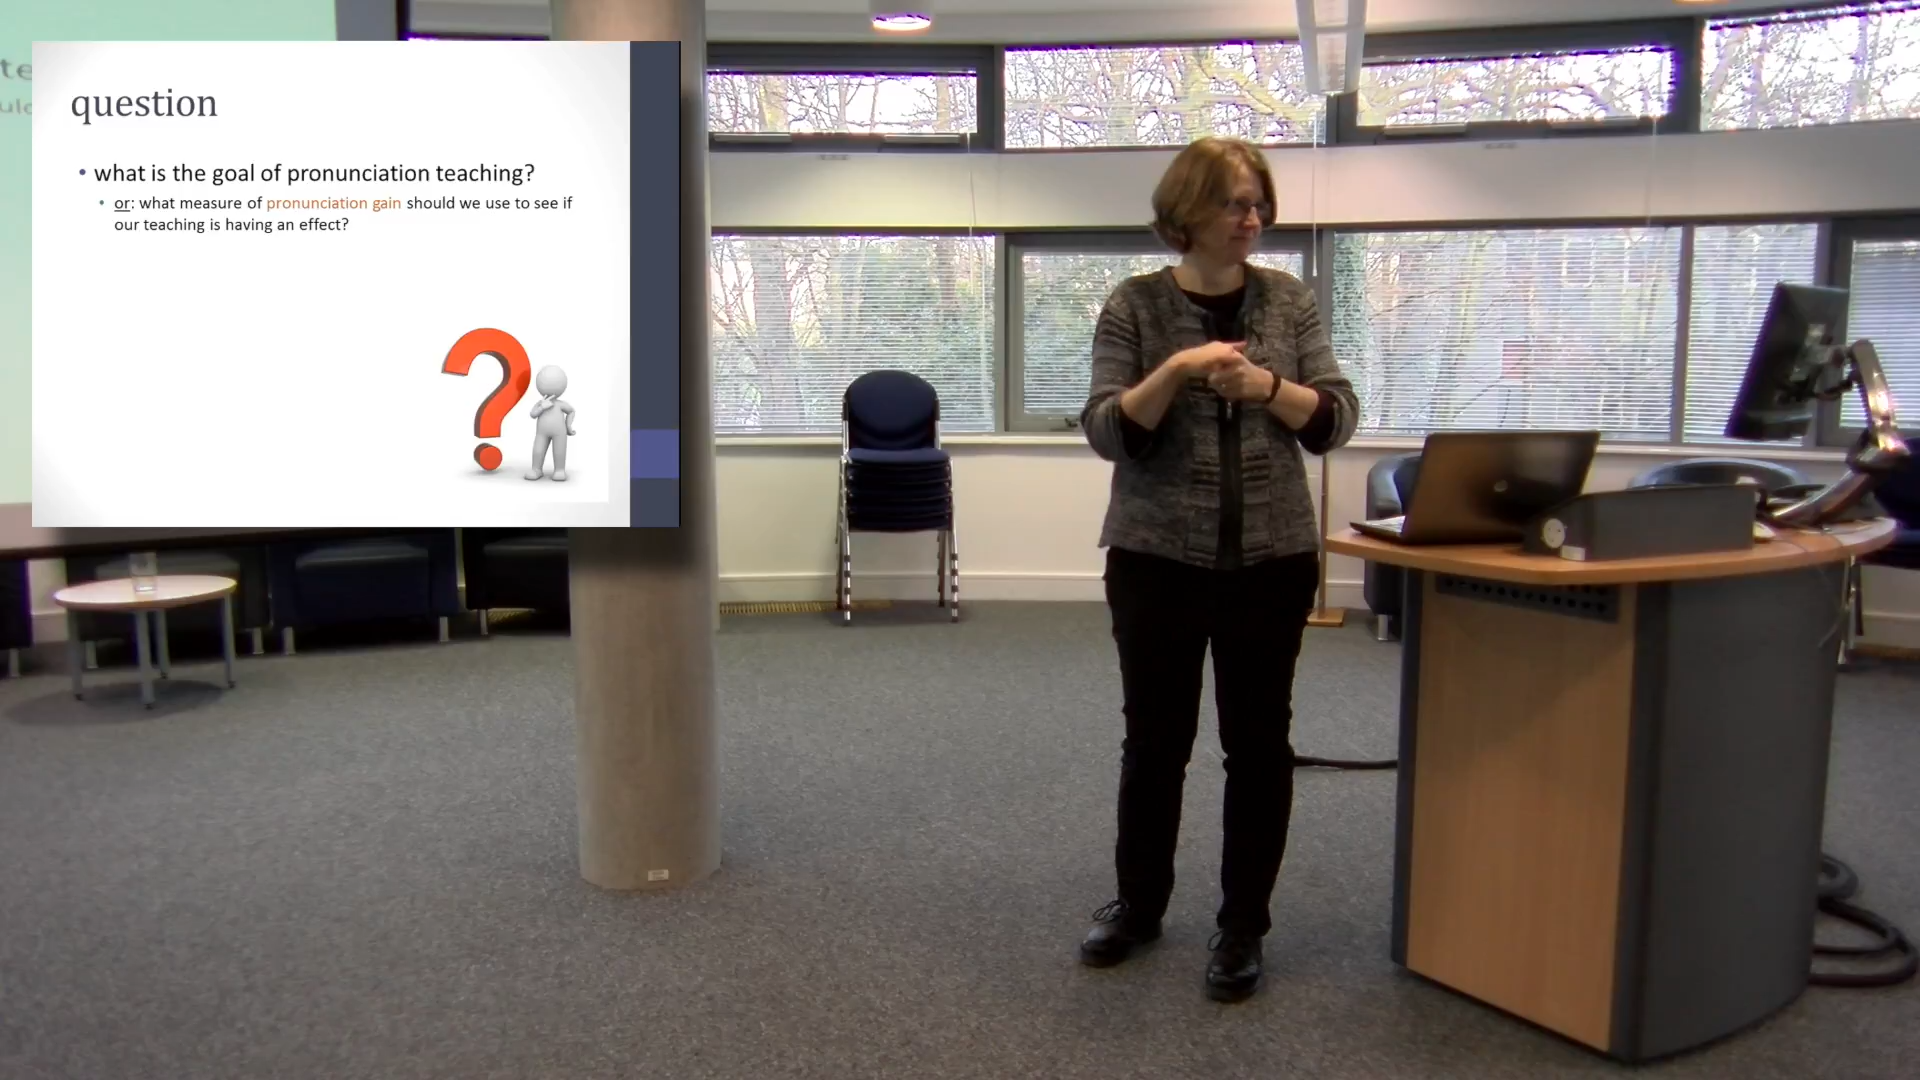 question
• what is the goal of pronunciation teaching?
• or: what measure of pronunciation gain should we use to see if
our teaching is having an effect?